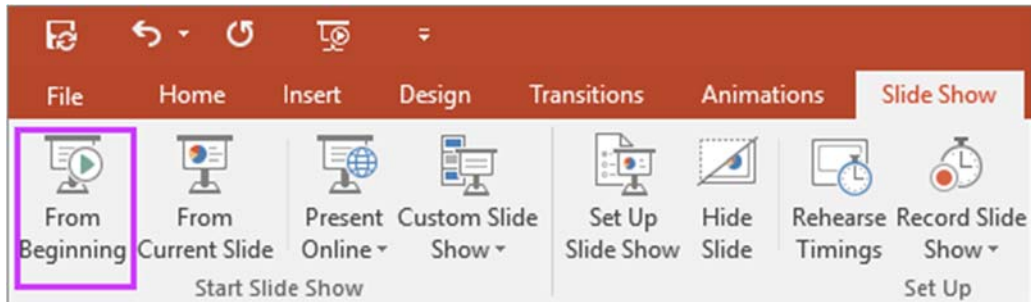 File Home Insert Design Transitions Animations Slide Show
From Beginning
From Current Slide
Present Online
Custom Slide Show
Set Up Slide Show
Hide Slide
Rehearse Timings
Record Slide Show
Start Slide Show
Set Up